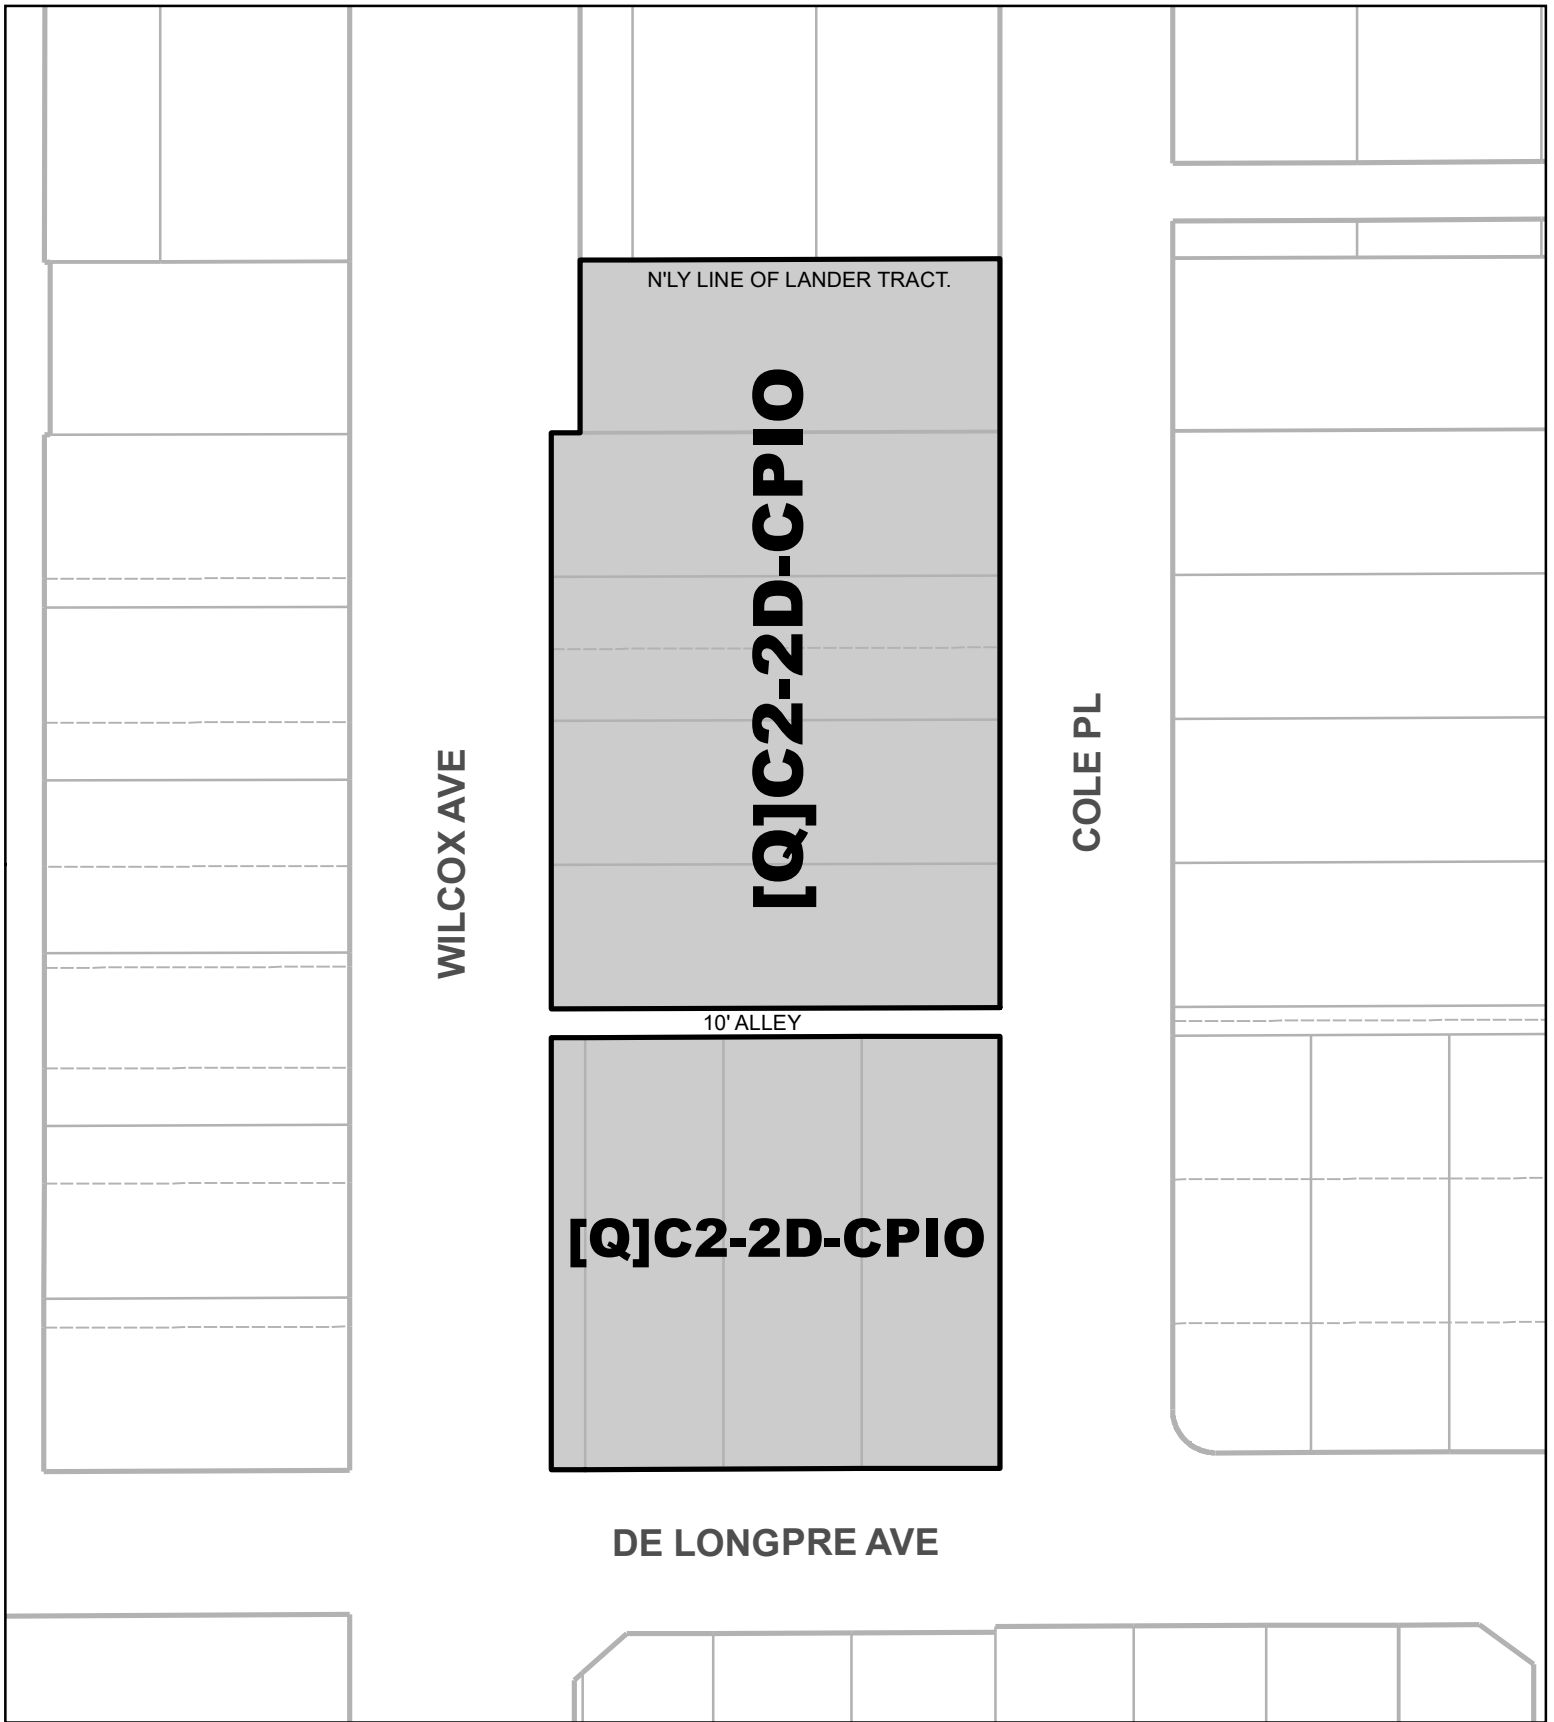 N'LY LINE OF LANDER TRACT.
[Q]C2-2D-CPIO
WILCOX AVE
COLE PL
10' ALLEY
[Q]C2-2D-CPIO
DE LONGPRE AVE